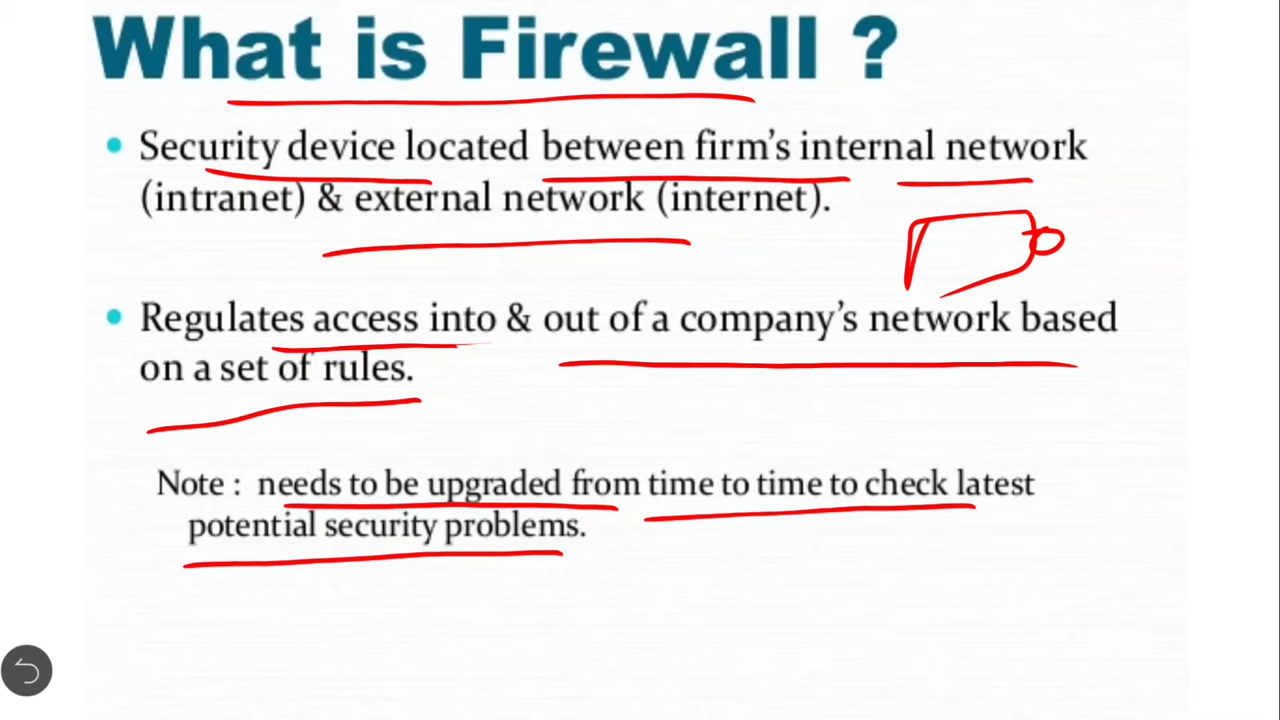 What is Firewall ?
• Security device located between firm's internal network
(intranet) & external network (internet).
• Regulates access into & out of a company's network based
on a set of rules.
Note : needs to be upgraded from time to time to check latest
potential security problems.